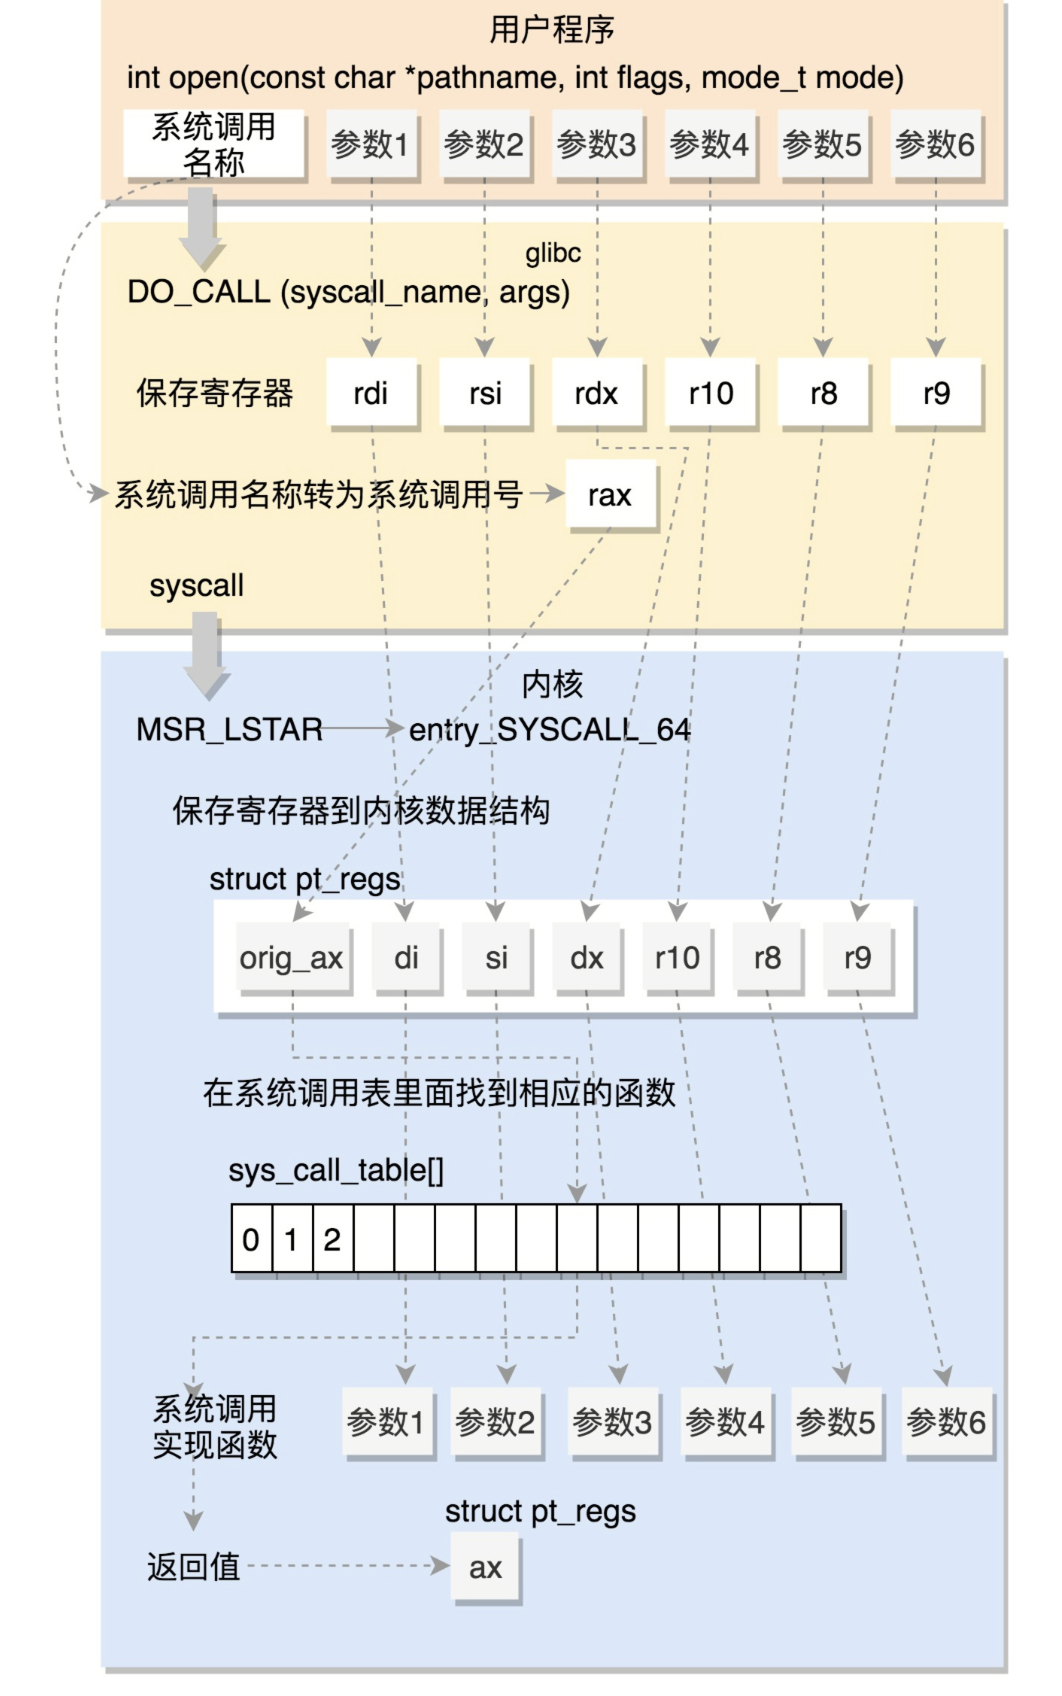 用户程序
int open(const char *pathname, int flags, mode_t mode)
系统调用
名称
参数1
参数2
参数3
参数4
参数5
参数6
glibc
DO_CALL (syscall_name, args)
保存寄存器
rdi
rsi
rdx
r10
r8
r9
系统调用名称转为系统调用号
rax
syscall
内核
MSR_LSTAR
entry_SYSCALL_64
保存寄存器到内核数据结构
struct pt_regs
orig_ax
di
si
dx
r10
r8
r9
在系统调用表里面找到相应的函数
sys_call_table[]
0
1
2
系统调用
实现函数
参数1
参数2
参数3
参数4
参数5
参数6
struct pt_regs
返回值
ax